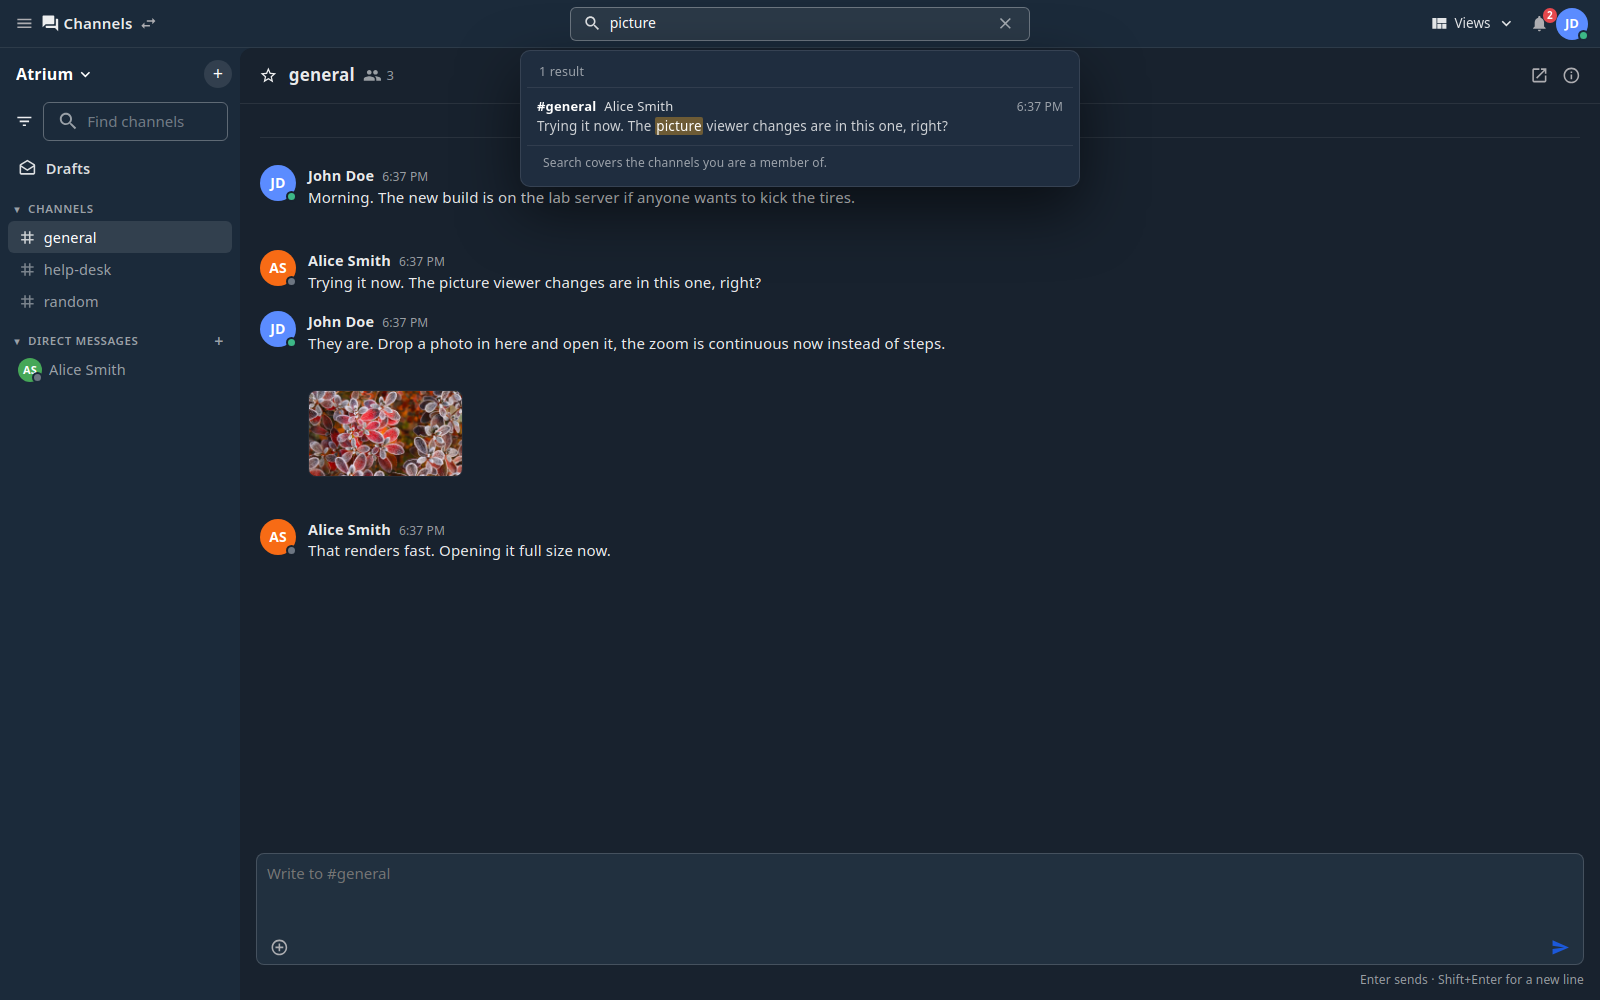 Channels
picture
Views
2
JD
Atrium
+
Find channels
Drafts
CHANNELS
general
help-desk
random
DIRECT MESSAGES +
AS Alice Smith
general 3
1 result
#general Alice Smith 6:37 PM
Trying it now. The picture viewer changes are in this one, right?
Search covers the channels you are a member of.
JD John Doe 6:37 PM
Morning. The new build is on the lab server if anyone wants to kick the tires.
AS Alice Smith 6:37 PM
Trying it now. The picture viewer changes are in this one, right?
JD John Doe 6:37 PM
They are. Drop a photo in here and open it, the zoom is continuous now instead of steps.
AS Alice Smith 6:37 PM
That renders fast. Opening it full size now.
Write to #general
Enter sends · Shift+Enter for a new line